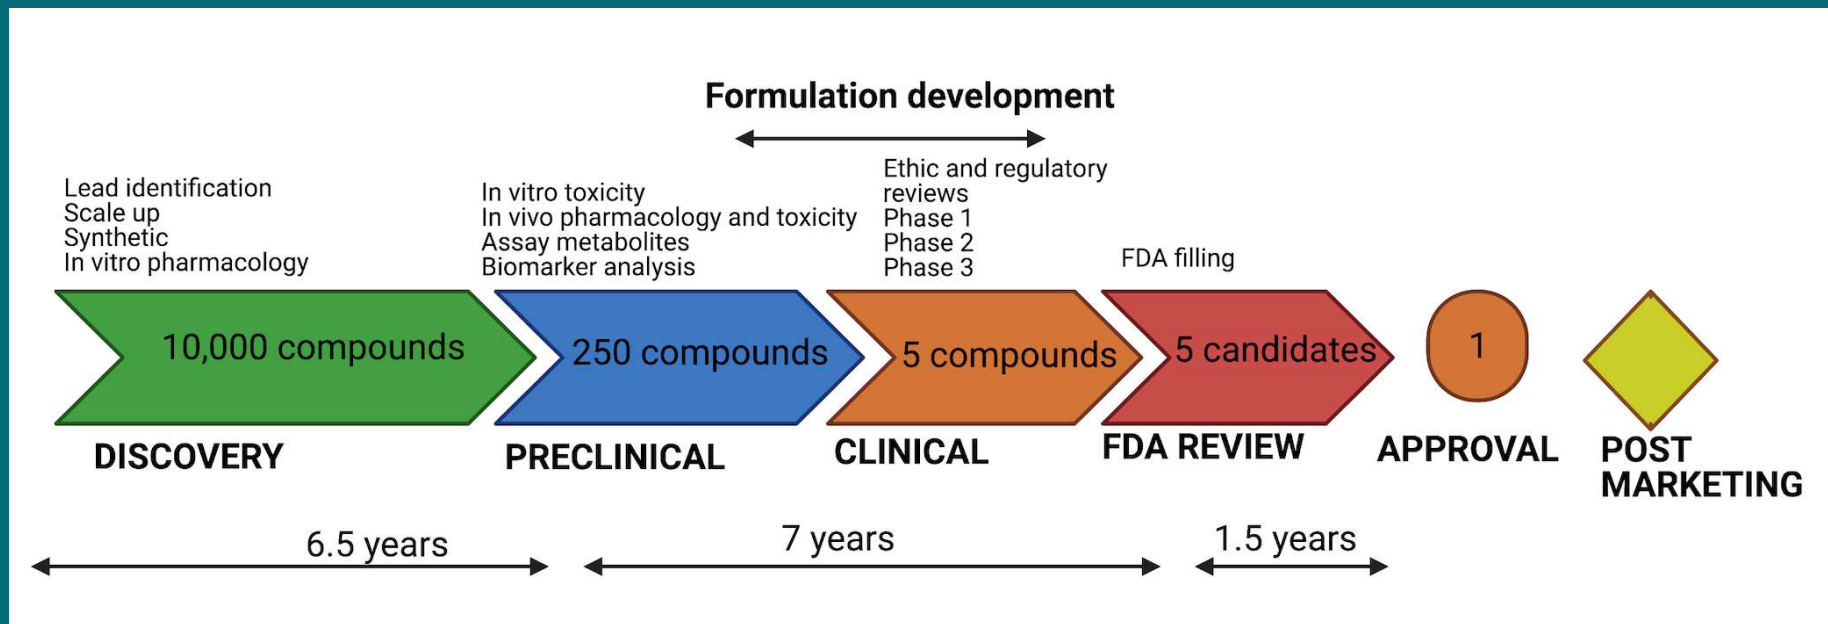 Formulation development
Lead identification
Scale up
Synthetic
In vitro pharmacology
In vitro toxicity
In vivo pharmacology and toxicity
Assay metabolites
Biomarker analysis
Ethic and regulatory
reviews
Phase 1
Phase 2
Phase 3
FDA filling
10,000 compounds
250 compounds
5 compounds
5 candidates
1
DISCOVERY
PRECLINICAL
CLINICAL
FDA REVIEW
APPROVAL
POST
MARKETING
6.5 years
7 years
1.5 years